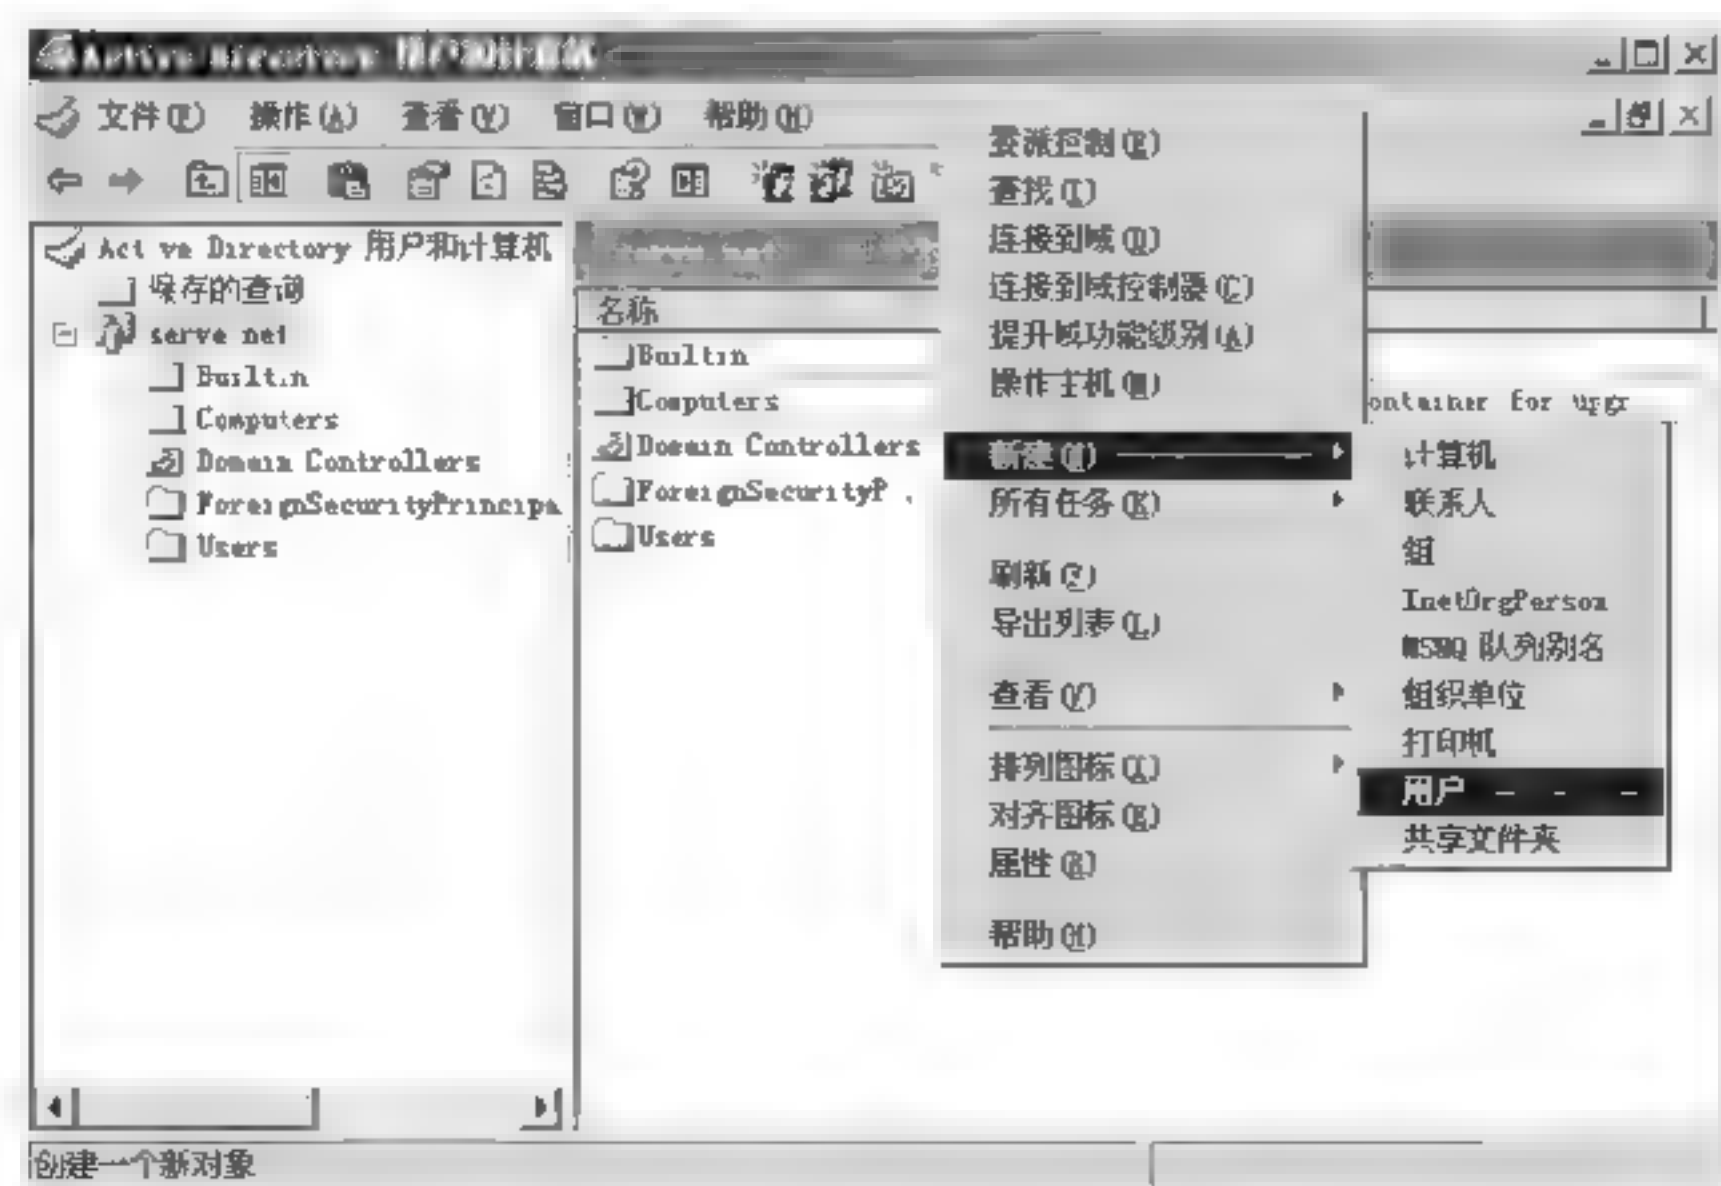 Active Directory 用户和计算机
文件(F) 操作(A) 查看(V) 窗口(W) 帮助(H)
Act ve Directory 用户和计算机
保存的查询
serve net
Builtin
Computers
Domain Controllers
ForeignSecurityPrincipa
Users
名称
Builtin
Computers
Domain Controllers
ForeignSecurityP
Users
ontainer for upgr
委派控制(E)
查找(I)
连接到域(D)
连接到域控制器(C)
提升域功能级别(A)
操作主机(M)
新建(N)
所有任务(K)
刷新(F)
导出列表(L)
查看(V)
排列图标(I)
对齐图标(E)
属性(R)
帮助(H)
计算机
联系人
组
InetOrgPerson
MSMQ 队列别名
组织单位
打印机
用户
共享文件夹
创建一个新对象